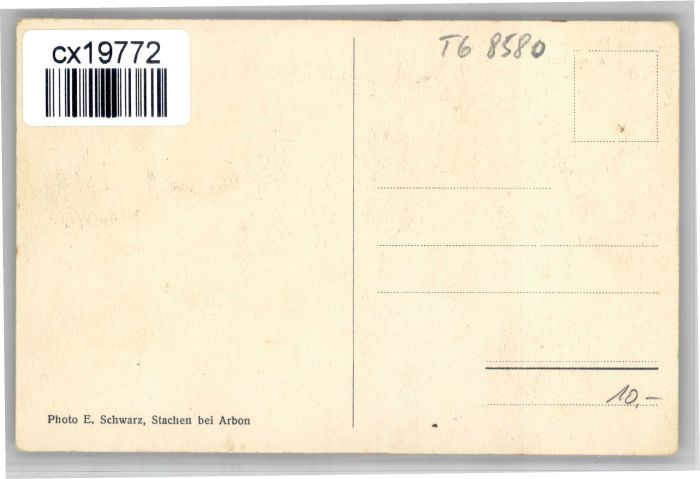 cx19772
TG 8580
10,–
Photo E. Schwarz, Stachen bei Arbon